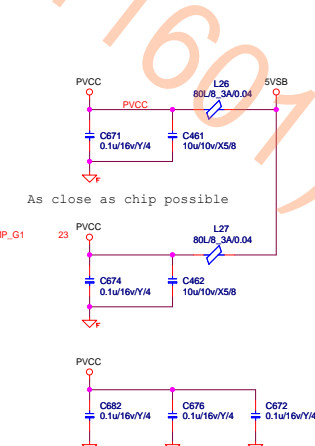 1601)
L26
PVCC
80L/8_3A/0.04
5VSB
PVCC
C671
0.1u/16v/Y/4
C461
10u/10v/X5/8
F
As close as chip possible
MP_G1
23
PVCC
L27
80L/8_3A/0.04
C674
0.1u/16v/Y/4
C462
10u/10v/X5/8
F
PVCC
C682
0.1u/16v/Y/4
C676
0.1u/16v/Y/4
C672
0.1u/16v/Y/4